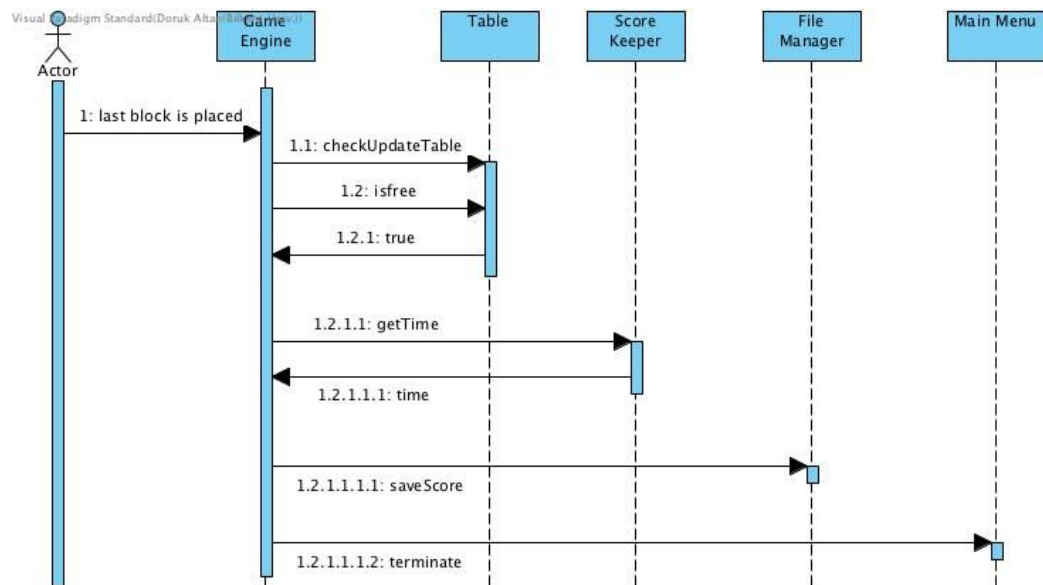 Visual Paradigm Standard(Doruk Altan
Game
Engine
Table
Score
Keeper
File
Manager
Main Menu
Actor
1: last block is placed
1.1: checkUpdateTable
1.2: isfree
1.2.1: true
1.2.1.1: getTime
1.2.1.1.1: time
1.2.1.1.1.1: saveScore
1.2.1.1.1.2: terminate